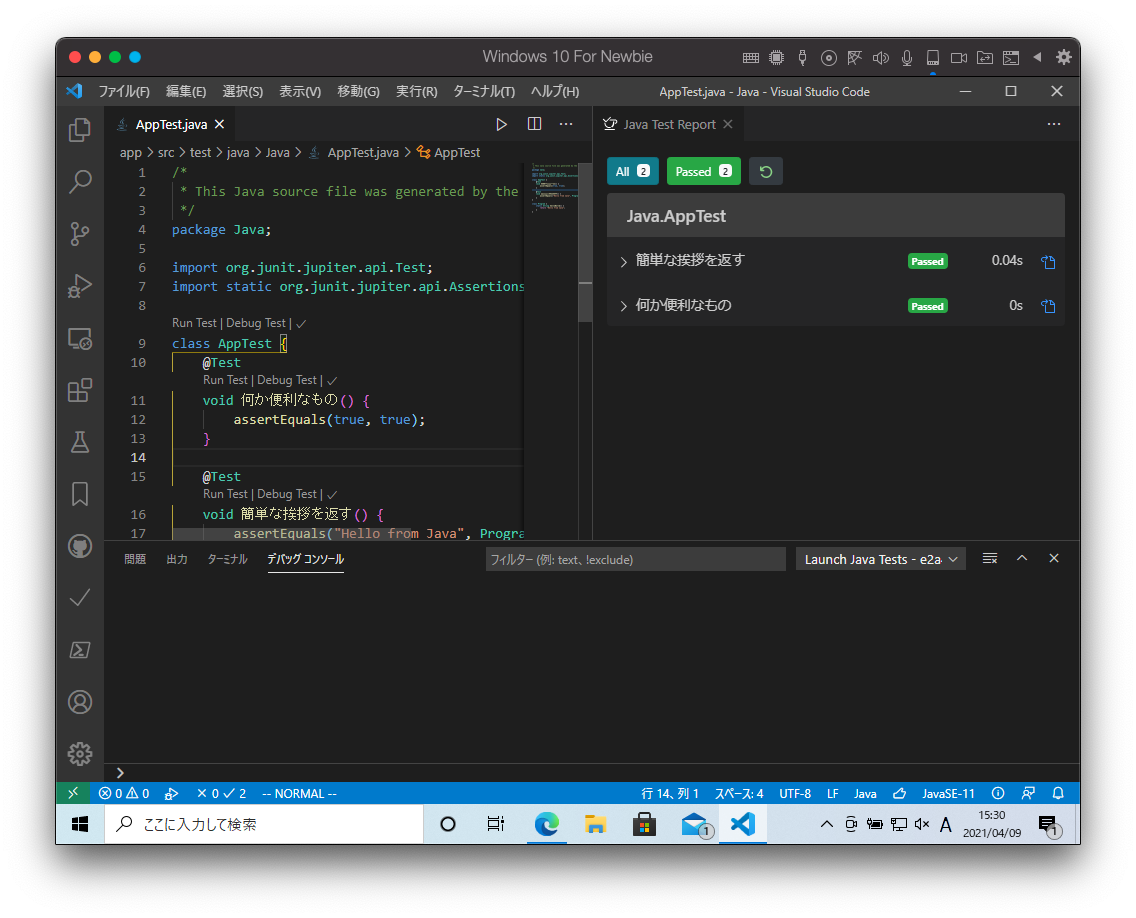 Windows 10 For Newbie
ファイル(F) 編集(E) 選択(S) 表示(V) 移動(G) 実行(R) ターミナル(T) ヘルプ(H) AppTest.java - Java - Visual Studio Code
AppTest.java
app > src > test > java > Java > AppTest.java > AppTest
1 /*
2 * This Java source file was generated by the
3 */
4 package Java;
5
6 import org.junit.jupiter.api.Test;
7 import static org.junit.jupiter.api.Assertions
8
Run Test | Debug Test | ✓
9 class AppTest {
10 @Test
Run Test | Debug Test | ✓
11 void 何か便利なもの() {
12 assertEquals(true, true);
13 }
14
15 @Test
Run Test | Debug Test | ✓
16 void 簡単な挨拶を返す() {
17 assertEquals("Hello from Java", Progra
Java Test Report
All 2 Passed 2
Java.AppTest
簡単な挨拶を返す Passed 0.04s
何か便利なもの Passed 0s
問題 出力 ターミナル デバッグ コンソール フィルター (例: text、!exclude) Launch Java Tests - e2a
0 0 0 ✓ 2 -- NORMAL -- 行 14、列 1 スペース: 4 UTF-8 LF Java JavaSE-11
ここに入力して検索 1 A 15:30
2021/04/09 1